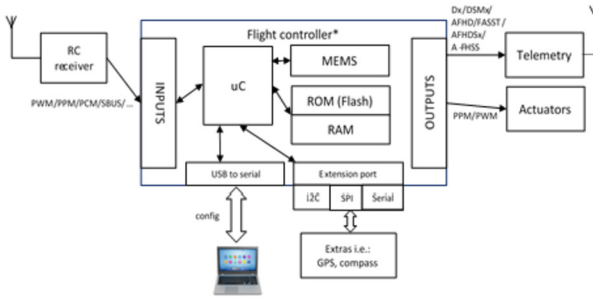 Flight controller*
RC
receiver
PWM/PPM/PCM/SBUS/ ...
INPUTS
uC
MEMS
ROM (Flash)
RAM
OUTPUTS
Dx/DSMx/
AFHD/FASST/
AFHDSx/
A-FHSS
Telemetry
PPM/PWM
Actuators
USB to serial
Extension port
SPI
Serial
config
Extras i.e.:
GPS, compass